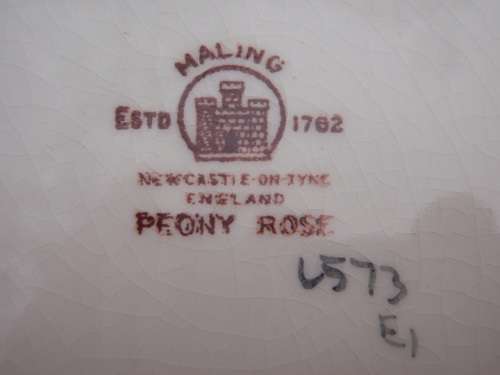 MALING
ESTD 1762
NEWCASTLE-ON-TYNE
ENGLAND
PEONY ROSE
6573
E1